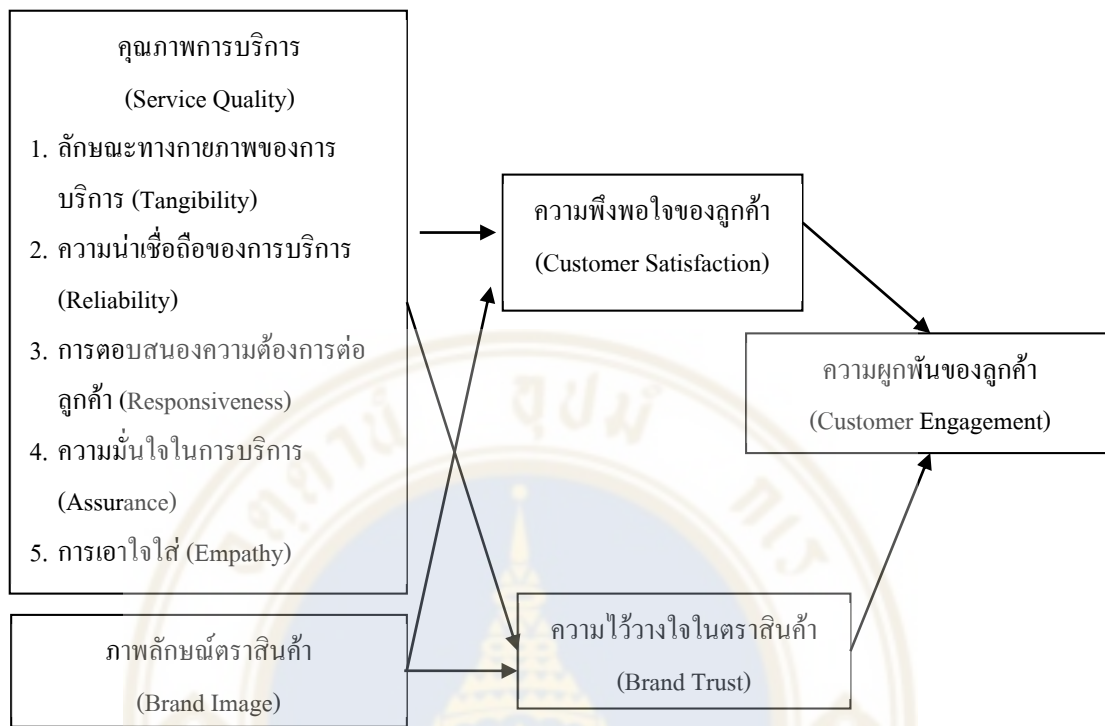 คุณภาพการบริการ
(Service Quality)
1. ลักษณะทางกายภาพของการ
บริการ (Tangibility)
2. ความน่าเชื่อถือของการบริการ
(Reliability)
3. การตอบสนองความต้องการต่อ
ลูกค้า (Responsiveness)
4. ความมั่นใจในการบริการ
(Assurance)
5. การเอาใจใส่ (Empathy)
ภาพลักษณ์ตราสินค้า
(Brand Image)
ความพึงพอใจของลูกค้า
(Customer Satisfaction)
ความไว้วางใจในตราสินค้า
(Brand Trust)
ความผูกพันของลูกค้า
(Customer Engagement)
อุปมํ กเร